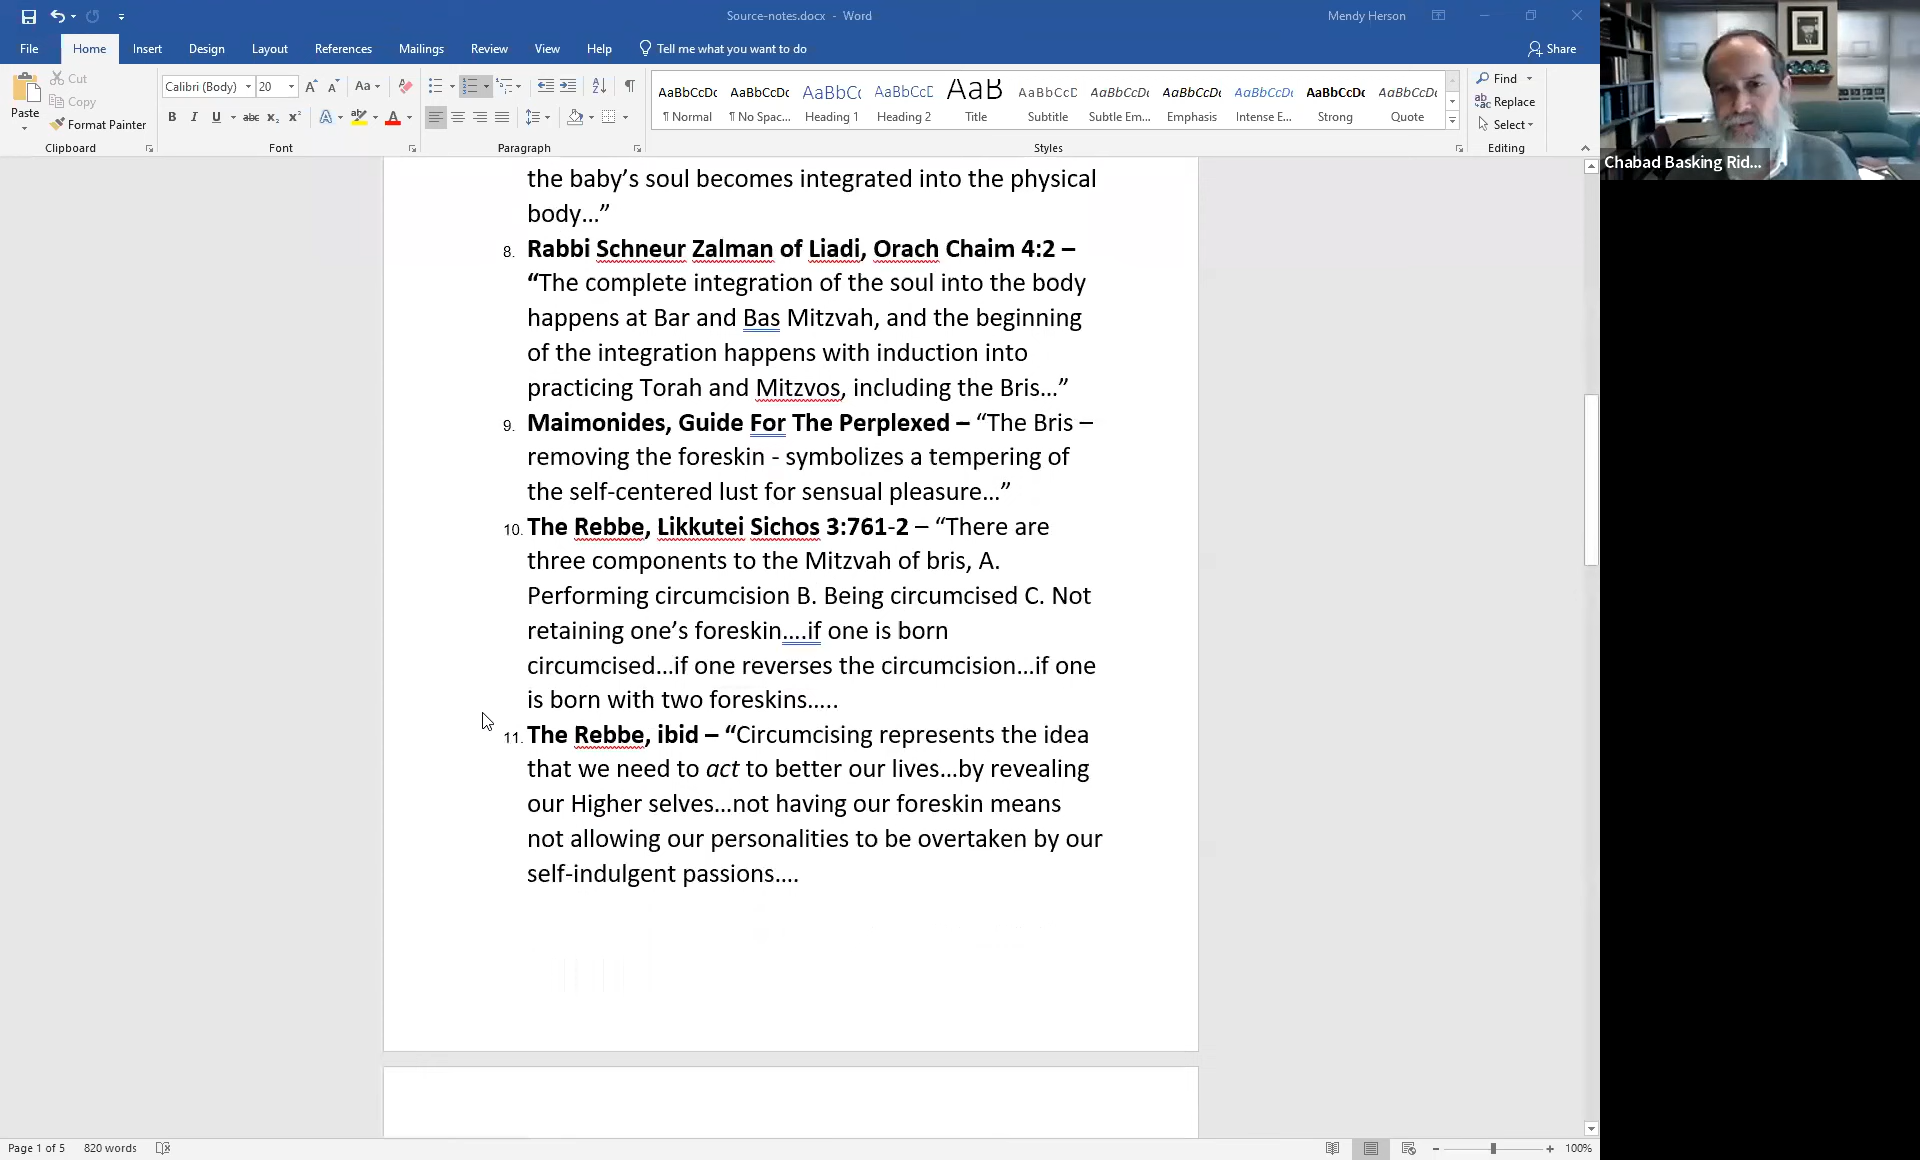 Source-notes.docx - Word
Mendy Herson
File Home Insert Design Layout References Mailings Review View Help Tell me what you want to do
Share
Paste
Cut
Copy
Format Painter
Clipboard
Calibri (Body) 20
Font
Paragraph
AaBbCcDc AaBbCcDc AaBbCc AaBbCcD AaB AaBbCcD AaBbCcDc AaBbCcDc AaBbCcDc AaBbCcDc AaBbCcDc
¶ Normal ¶ No Spac... Heading 1 Heading 2 Title Subtitle Subtle Em... Emphasis Intense E... Strong Quote
Styles
Find
Replace
Select
Editing
Chabad Basking Rid...
the baby’s soul becomes integrated into the physical
body…”
8. Rabbi Schneur Zalman of Liadi, Orach Chaim 4:2 –
“The complete integration of the soul into the body
happens at Bar and Bas Mitzvah, and the beginning
of the integration happens with induction into
practicing Torah and Mitzvos, including the Bris…”
9. Maimonides, Guide For The Perplexed – “The Bris –
removing the foreskin - symbolizes a tempering of
the self-centered lust for sensual pleasure…”
10. The Rebbe, Likkutei Sichos 3:761-2 – “There are
three components to the Mitzvah of bris, A.
Performing circumcision B. Being circumcised C. Not
retaining one’s foreskin….if one is born
circumcised…if one reverses the circumcision…if one
is born with two foreskins…..
11. The Rebbe, ibid – “Circumcising represents the idea
that we need to act to better our lives…by revealing
our Higher selves…not having our foreskin means
not allowing our personalities to be overtaken by our
self-indulgent passions….
Page 1 of 5 820 words
100%